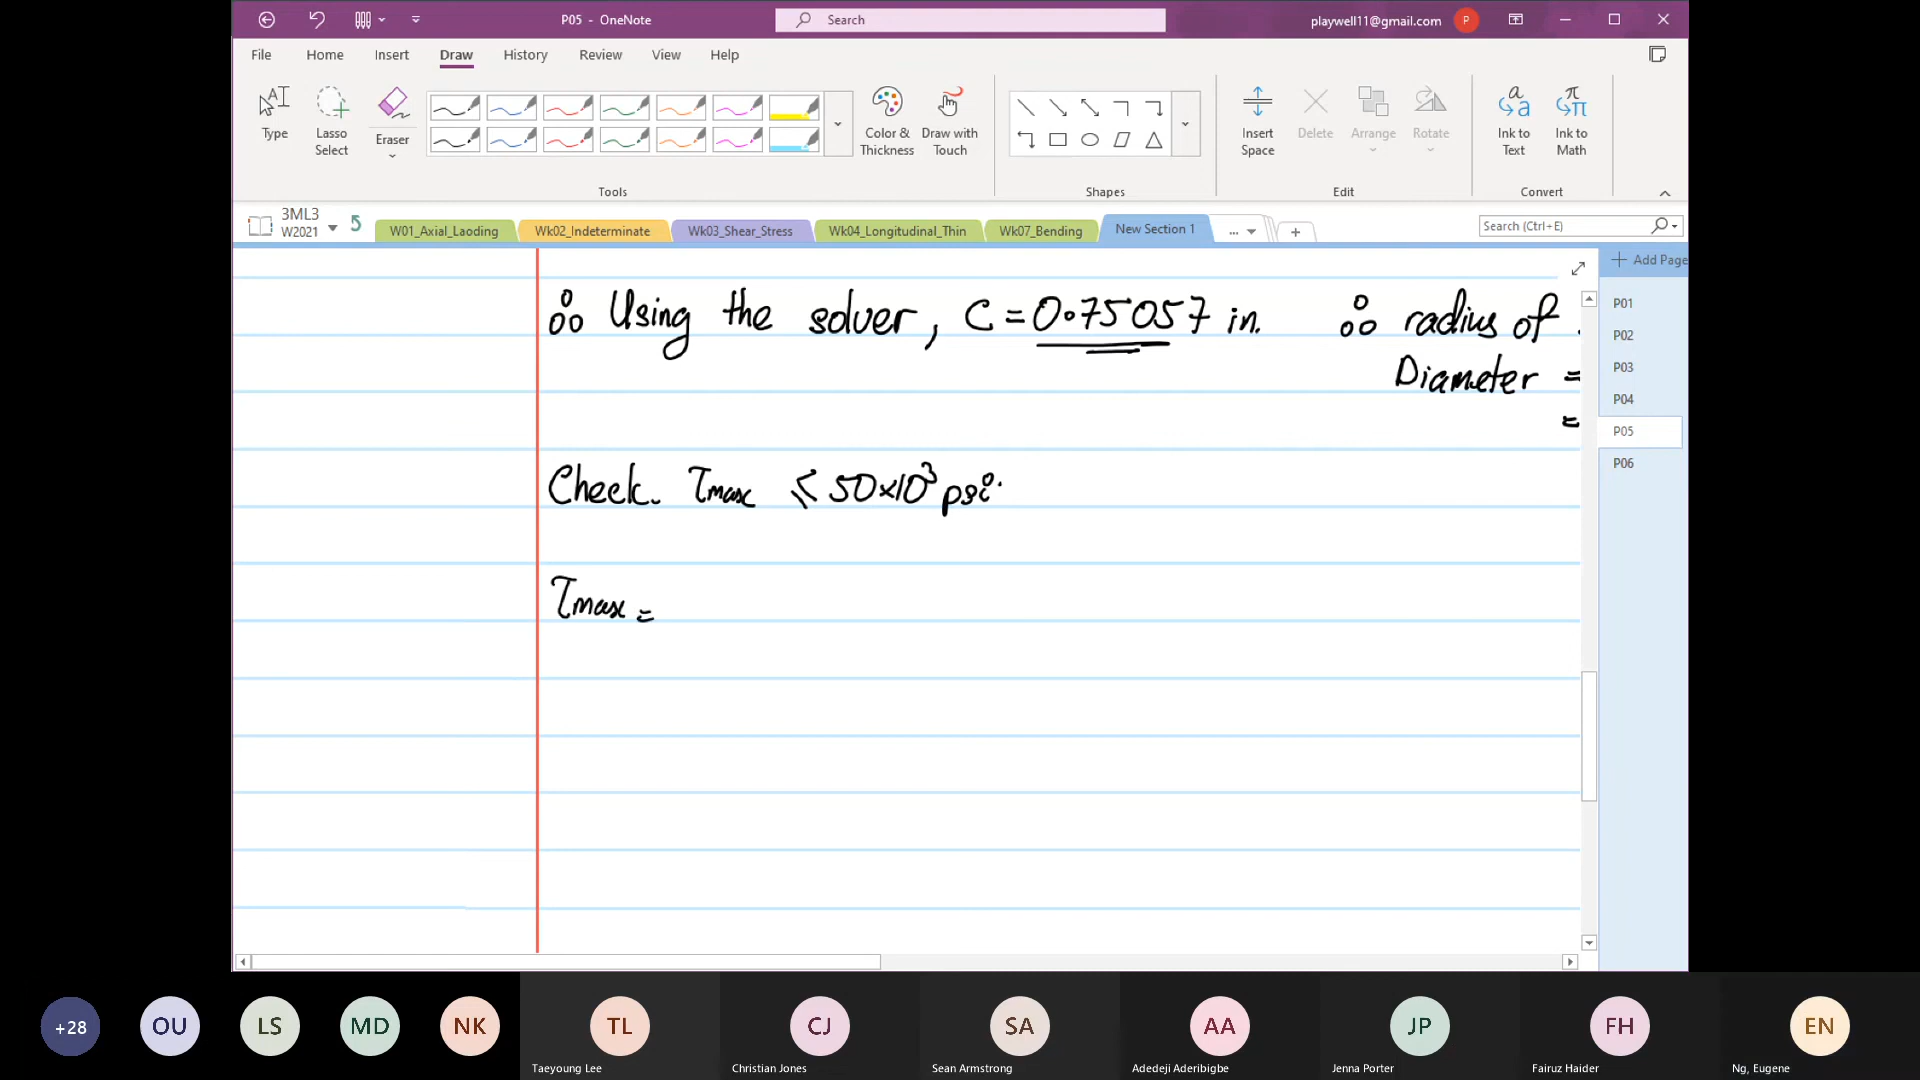 P05 - OneNote
Search
playwell11@gmail.com
P
File Home Insert Draw History Review View Help
Type
Lasso Select
Eraser
Color & Thickness
Draw with Touch
Insert Space
Delete
Arrange
Rotate
Ink to Text
Ink to Math
Tools
Shapes
Edit
Convert
3ML3
W2021
W01_Axial_Laoding
Wk02_Indeterminate
Wk03_Shear_Stress
Wk04_Longitudinal_Thin
Wk07_Bending
New Section 1
...
Search (Ctrl+E)
Add Page
P01
P02
P03
P04
P05
P06
∴ Using the solver, C = 0.75057 in. ∴ radius of
Diameter =
=
Check. τmax ≤ 50×10³ psi.
τmax =
+28
OU
LS
MD
NK
TL
CJ
SA
AA
JP
FH
EN
Taeyoung Lee
Christian Jones
Sean Armstrong
Adedeji Aderibigbe
Jenna Porter
Fairuz Haider
Ng, Eugene